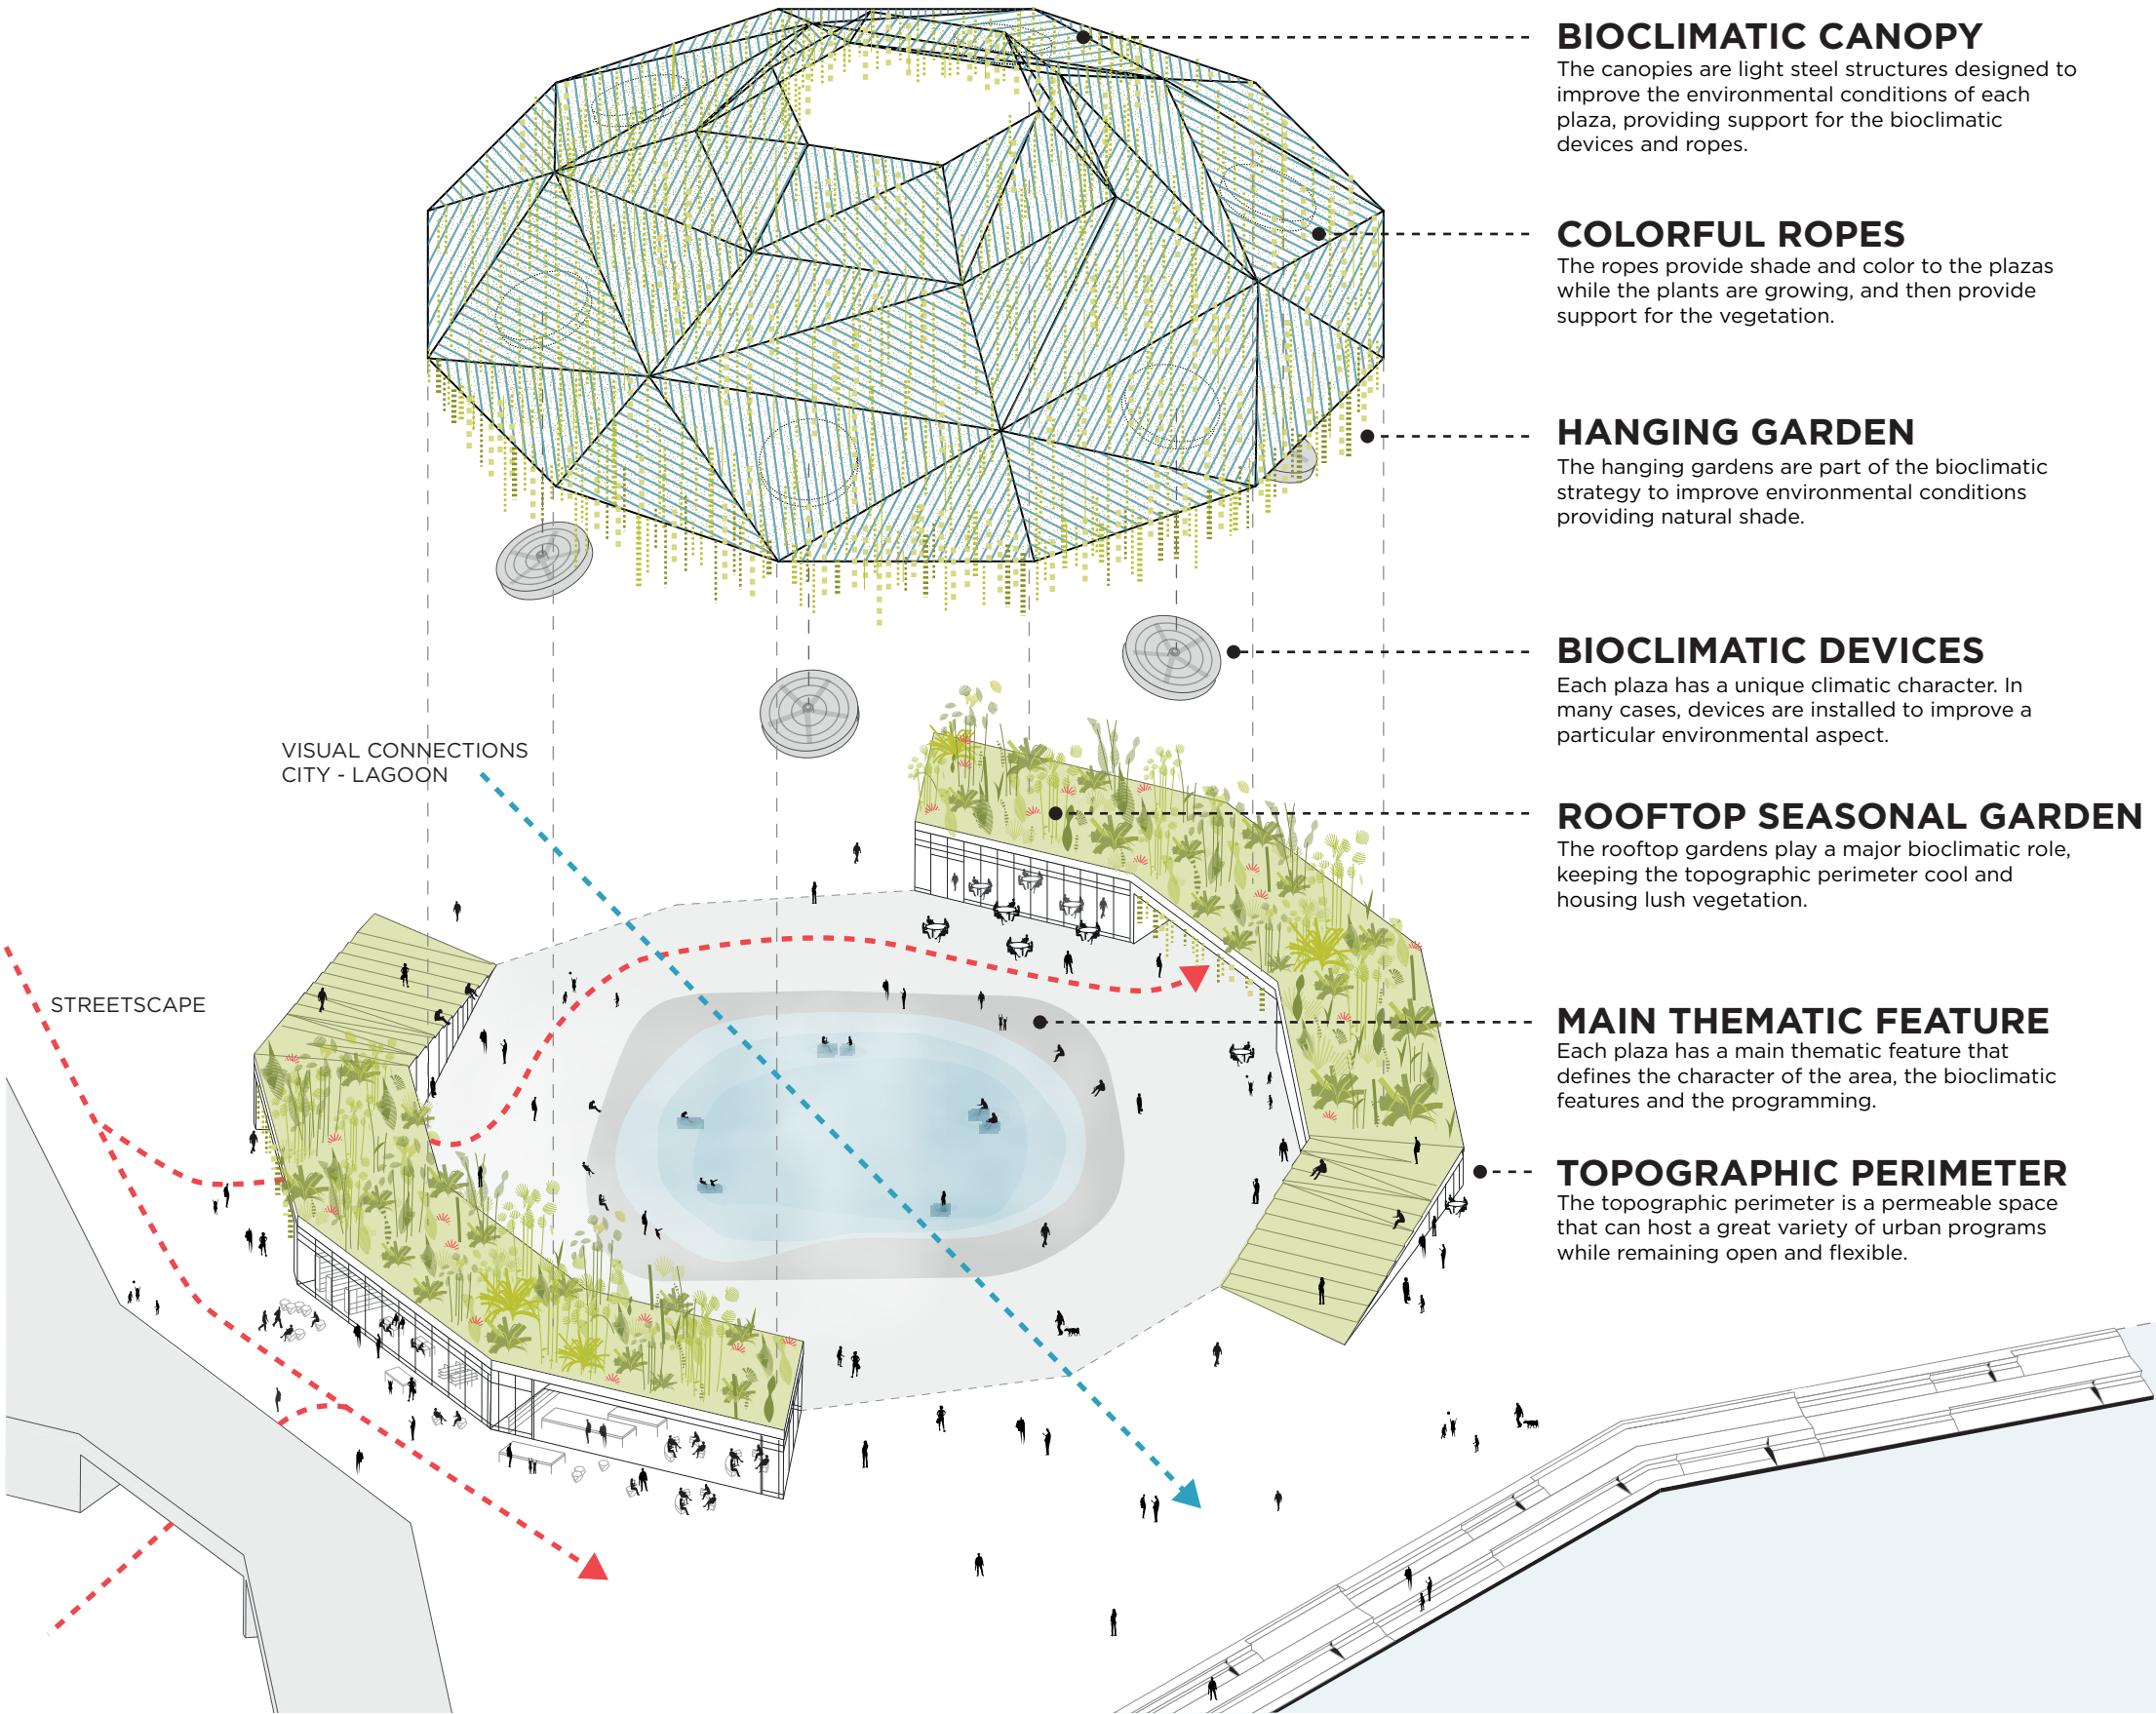 BIOCLIMATIC CANOPY
The canopies are light steel structures designed to
improve the environmental conditions of each
plaza, providing support for the bioclimatic
devices and ropes.
COLORFUL ROPES
The ropes provide shade and color to the plazas
while the plants are growing, and then provide
support for the vegetation.
HANGING GARDEN
The hanging gardens are part of the bioclimatic
strategy to improve environmental conditions
providing natural shade.
BIOCLIMATIC DEVICES
Each plaza has a unique climatic character. In
many cases, devices are installed to improve a
particular environmental aspect.
VISUAL CONNECTIONS
CITY - LAGOON
ROOFTOP SEASONAL GARDEN
The rooftop gardens play a major bioclimatic role,
keeping the topographic perimeter cool and
housing lush vegetation.
STREETSCAPE
MAIN THEMATIC FEATURE
Each plaza has a main thematic feature that
defines the character of the area, the bioclimatic
features and the programming.
TOPOGRAPHIC PERIMETER
The topographic perimeter is a permeable space
that can host a great variety of urban programs
while remaining open and flexible.